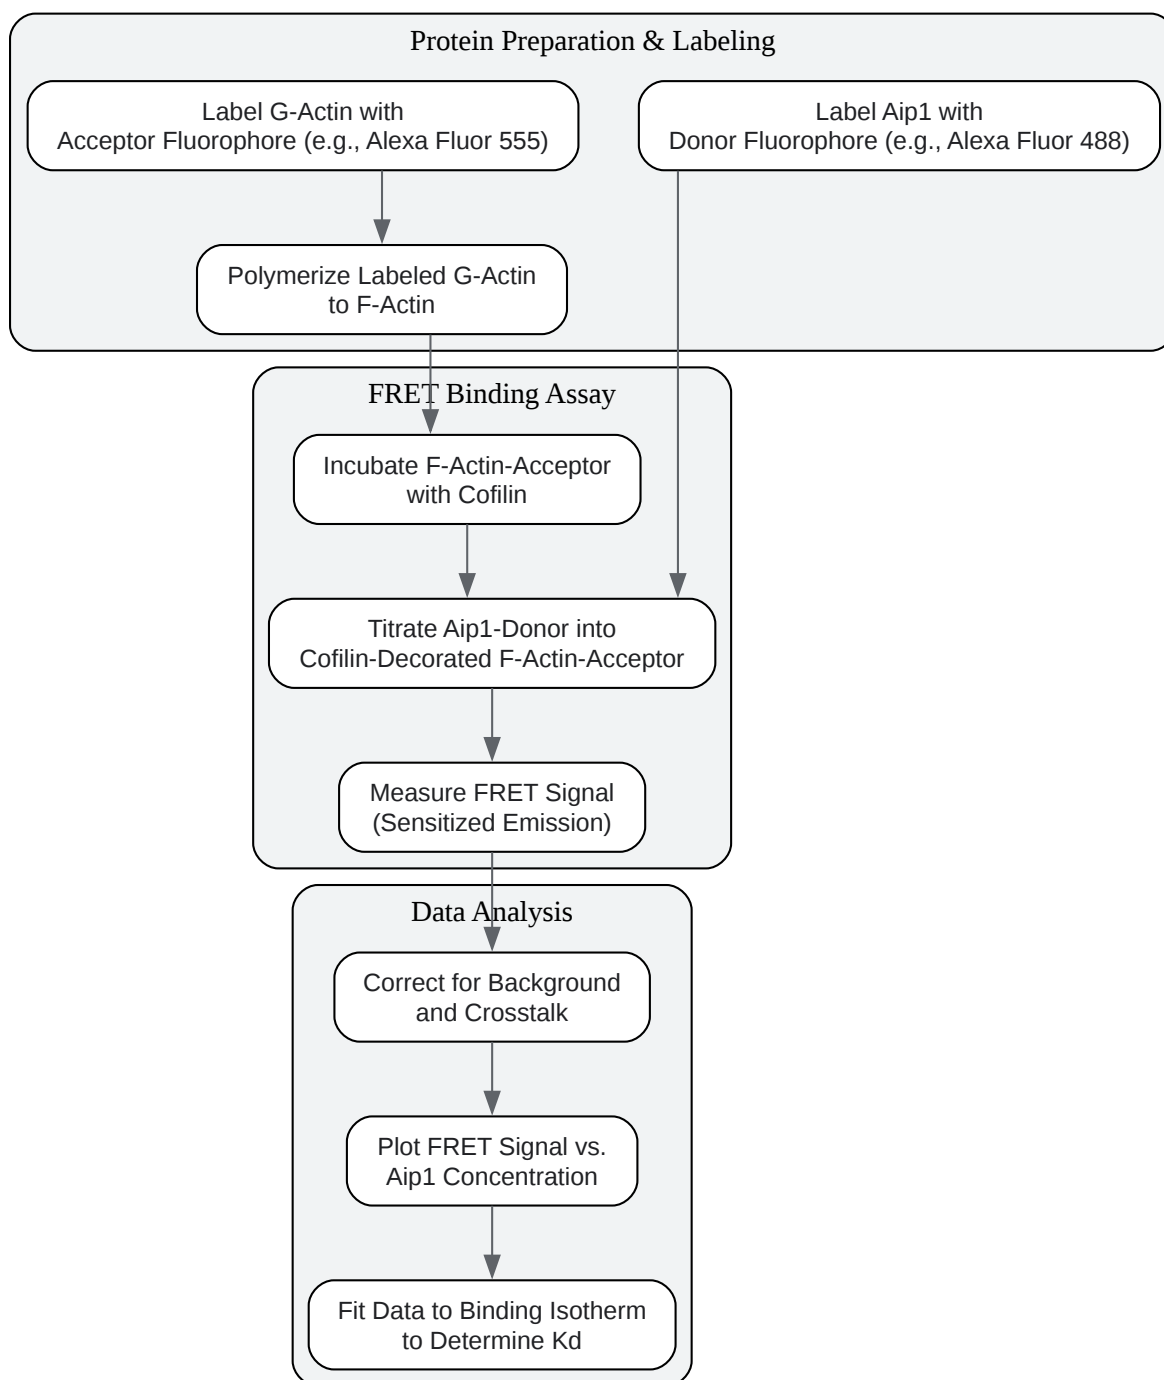 Protein Preparation & Labeling
Label G-Actin with
Acceptor Fluorophore (e.g., Alexa Fluor 555)
Label Aip1 with
Donor Fluorophore (e.g., Alexa Fluor 488)
Polymerize Labeled G-Actin
to F-Actin
FRET Binding Assay
Incubate F-Actin-Acceptor
with Cofilin
Titrate Aip1-Donor into
Cofilin-Decorated F-Actin-Acceptor
Measure FRET Signal
(Sensitized Emission)
Data Analysis
Correct for Background
and Crosstalk
Plot FRET Signal vs.
Aip1 Concentration
Fit Data to Binding Isotherm
to Determine Kd